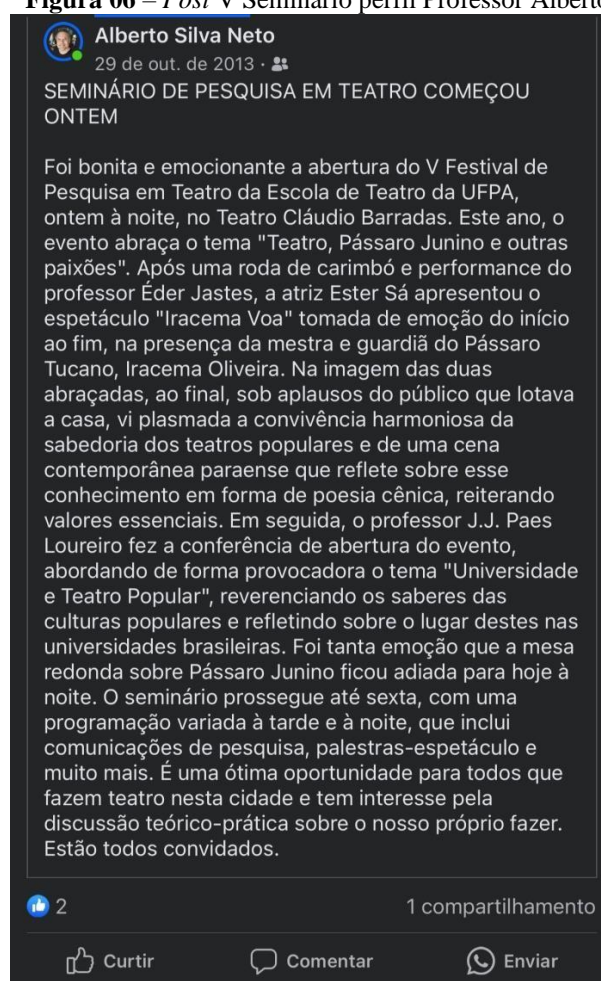 Figura 06 – Post V Seminário perfil Professor Alberto
Alberto Silva Neto
29 de out. de 2013 ·
SEMINÁRIO DE PESQUISA EM TEATRO COMEÇOU
ONTEM
Foi bonita e emocionante a abertura do V Festival de
Pesquisa em Teatro da Escola de Teatro da UFPA,
ontem à noite, no Teatro Cláudio Barradas. Este ano, o
evento abraça o tema "Teatro, Pássaro Junino e outras
paixões". Após uma roda de carimbó e performance do
professor Éder Jastes, a atriz Ester Sá apresentou o
espetáculo "Iracema Voa" tomada de emoção do início
ao fim, na presença da mestra e guardiã do Pássaro
Tucano, Iracema Oliveira. Na imagem das duas
abraçadas, ao final, sob aplausos do público que lotava
a casa, vi plasmada a convivência harmoniosa da
sabedoria dos teatros populares e de uma cena
contemporânea paraense que reflete sobre esse
conhecimento em forma de poesia cênica, reiterando
valores essenciais. Em seguida, o professor J.J. Paes
Loureiro fez a conferência de abertura do evento,
abordando de forma provocadora o tema "Universidade
e Teatro Popular", reverenciando os saberes das
culturas populares e refletindo sobre o lugar destes nas
universidades brasileiras. Foi tanta emoção que a mesa
redonda sobre Pássaro Junino ficou adiada para hoje à
noite. O seminário prossegue até sexta, com uma
programação variada à tarde e à noite, que inclui
comunicações de pesquisa, palestras-espetáculo e
muito mais. É uma ótima oportunidade para todos que
fazem teatro nesta cidade e tem interesse pela
discussão teórico-prática sobre o nosso próprio fazer.
Estão todos convidados.
2
1 compartilhamento
Curtir
Comentar
Enviar